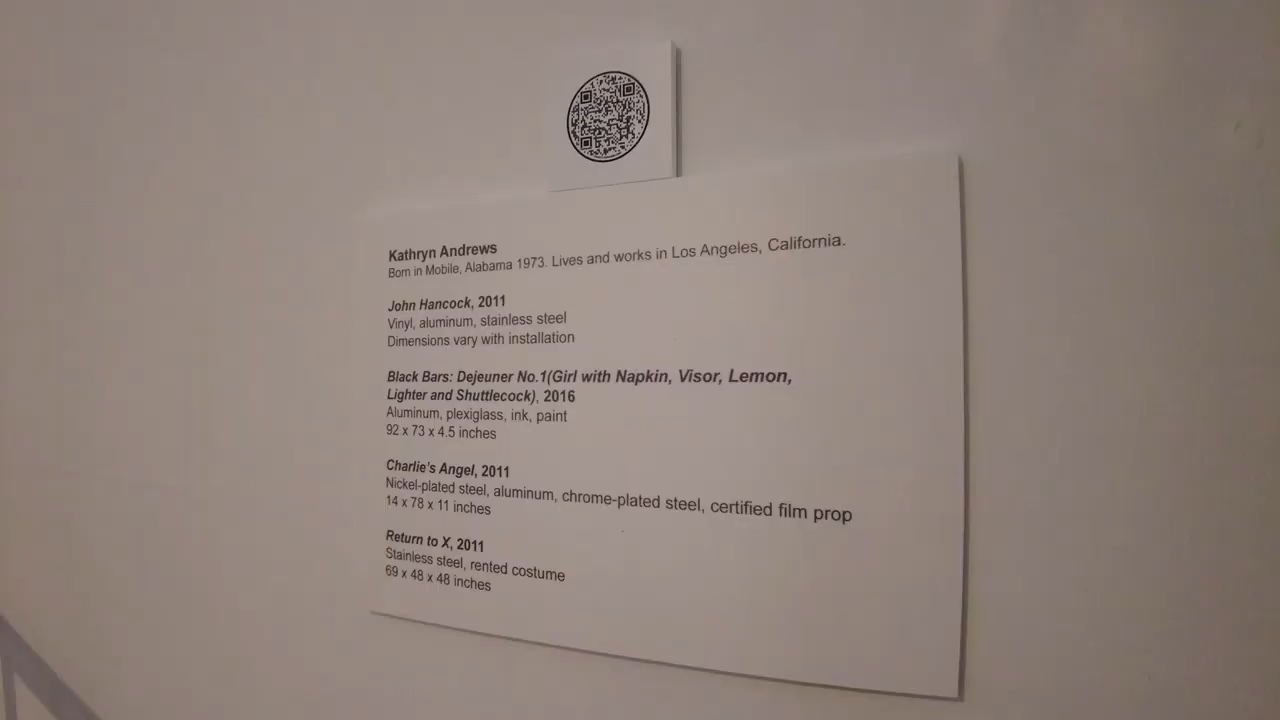 Kathryn Andrews
Born in Mobile, Alabama 1973. Lives and works in Los Angeles, California.
John Hancock, 2011
Vinyl, aluminum, stainless steel
Dimensions vary with installation
Black Bars: Dejeuner No.1(Girl with Napkin, Visor, Lemon,
Lighter and Shuttlecock), 2016
Aluminum, plexiglass, ink, paint
92 x 73 x 4.5 inches
Charlie's Angel, 2011
Nickel-plated steel, aluminum, chrome-plated steel, certified film prop
14 x 78 x 11 inches
Return to X, 2011
Stainless steel, rented costume
69 x 48 x 48 inches